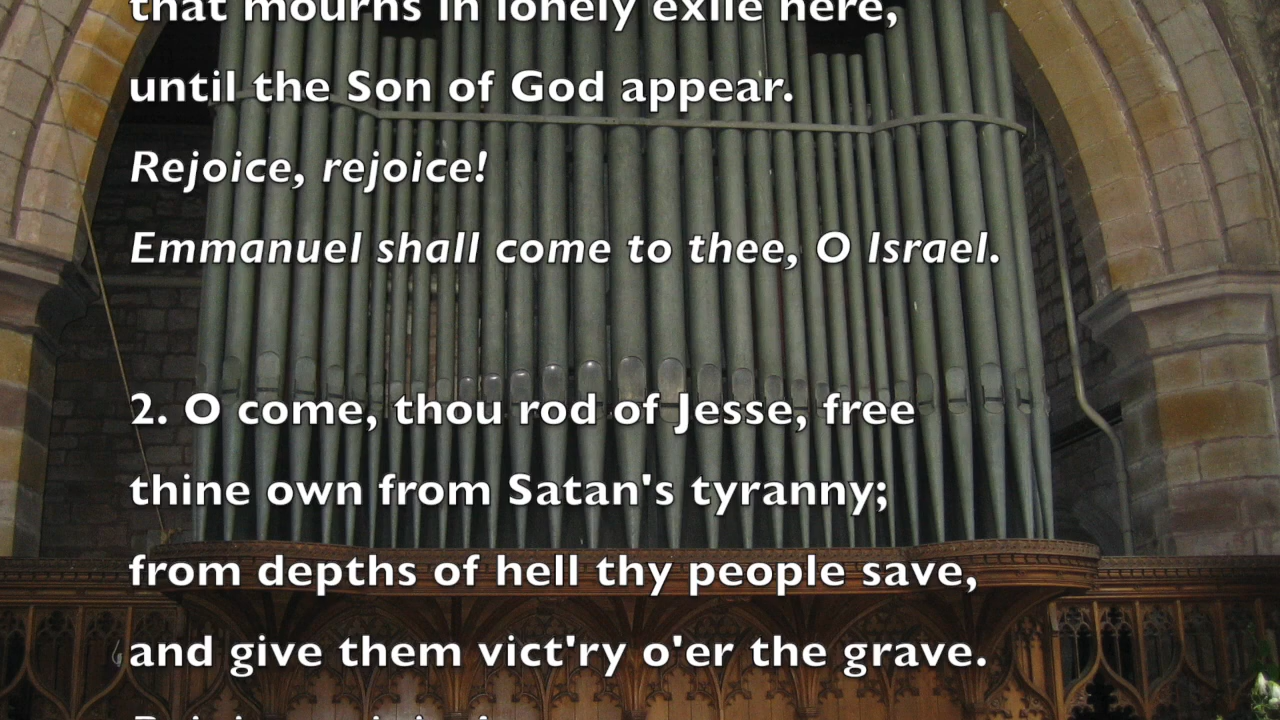 that mourns in lonely exile here,
until the Son of God appear.
Rejoice, rejoice!
Emmanuel shall come to thee, O Israel.
2. O come, thou rod of Jesse, free
thine own from Satan's tyranny;
from depths of hell thy people save,
and give them vict'ry o'er the grave.